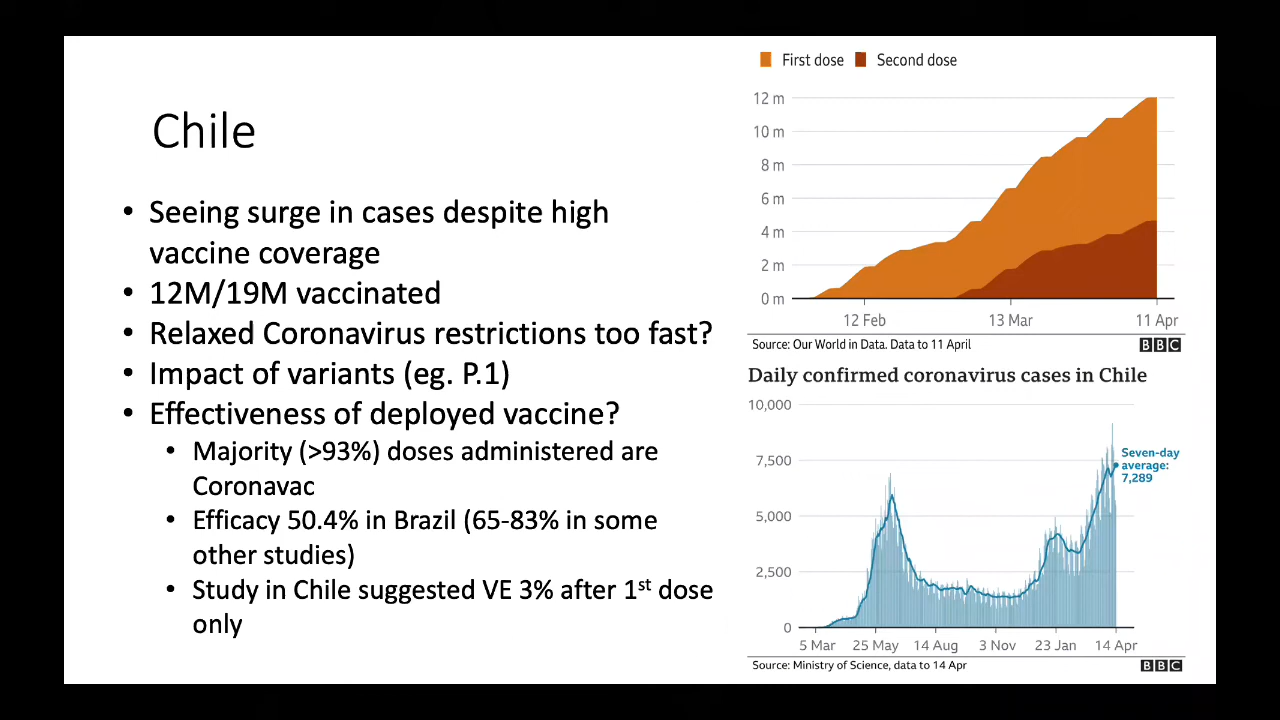 Chile
• Seeing surge in cases despite high
vaccine coverage
• 12M/19M vaccinated
• Relaxed Coronavirus restrictions too fast?
• Impact of variants (eg. P.1)
• Effectiveness of deployed vaccine?
• Majority (>93%) doses administered are
Coronavac
• Efficacy 50.4% in Brazil (65-83% in some
other studies)
• Study in Chile suggested VE 3% after 1st dose
only
First dose Second dose
12 m
10 m
8 m
6 m
4 m
2 m
0 m
12 Feb 13 Mar 11 Apr
Source: Our World in Data. Data to 11 April BBC
Daily confirmed coronavirus cases in Chile
10,000
7,500
5,000
2,500
0
Seven-day
average:
7,289
5 Mar 25 May 14 Aug 3 Nov 23 Jan 14 Apr
Source: Ministry of Science, data to 14 Apr BBC